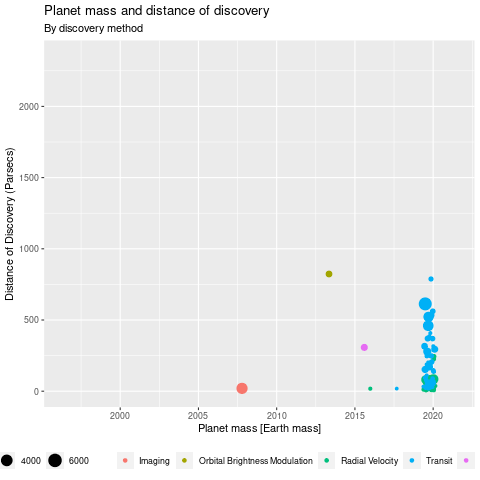 Planet mass and distance of discovery
By discovery method
Distance of Discovery (Parsecs)
2000
1500
1000
500
0
2000
2005
2010
2015
2020
Planet mass [Earth mass]
4000
6000
Imaging
Orbital Brightness Modulation
Radial Velocity
Transit